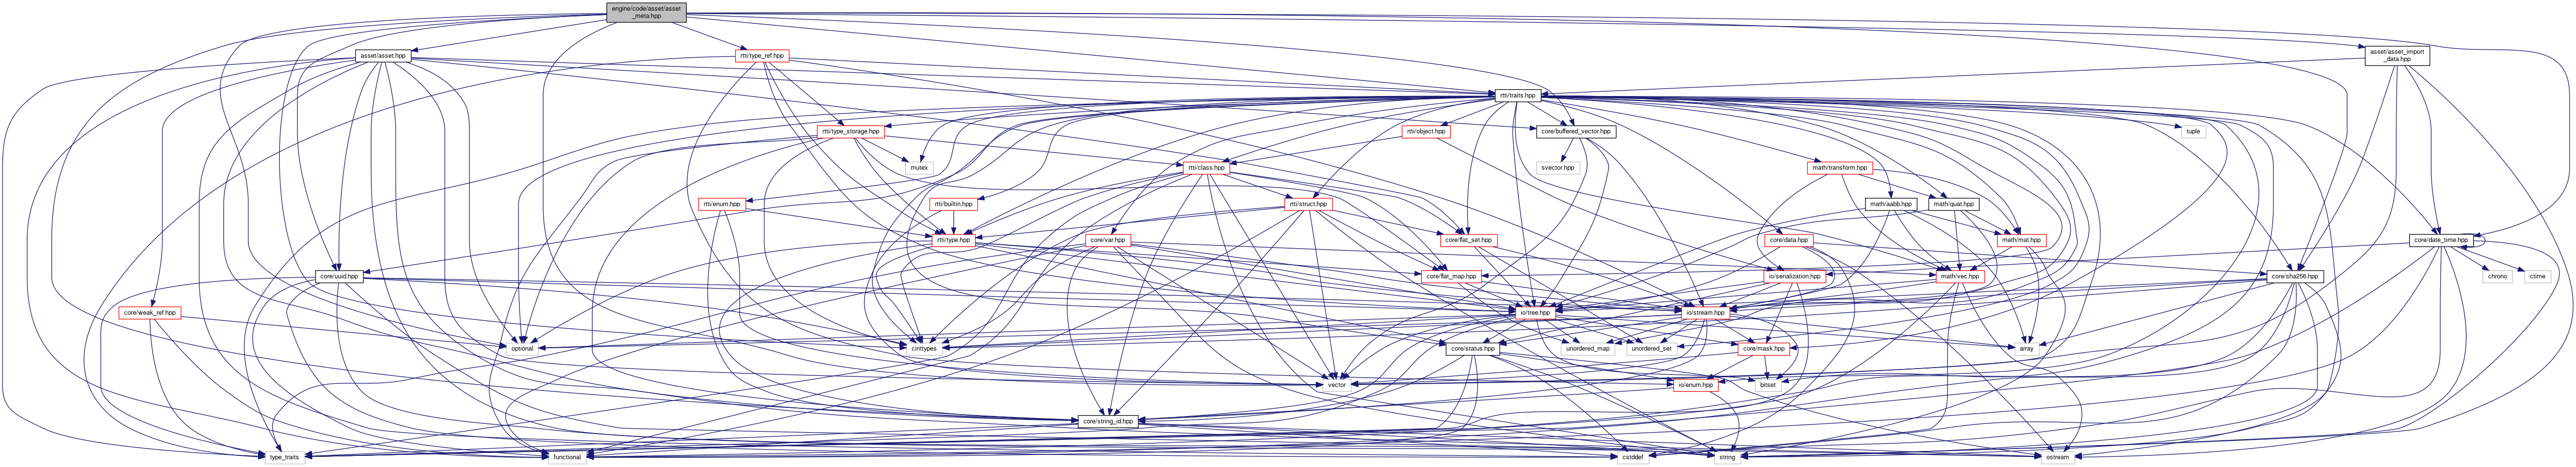 engine/code/asset/asset
_meta.hpp
asset/asset.hpp
rtti/type_ref.hpp
asset/asset_import
_data.hpp
rtti/traits.hpp
rtti/type_storage.hpp
core/buffered_vector.hpp
rtti/object.hpp
tuple
mutex
rtti/class.hpp
svector.hpp
math/transform.hpp
rtti/enum.hpp
rtti/builtin.hpp
rtti/struct.hpp
math/aabb.hpp
math/quat.hpp
rtti/type.hpp
core/var.hpp
core/flat_set.hpp
core/data.hpp
math/mat.hpp
core/date_time.hpp
core/uuid.hpp
core/flat_map.hpp
io/serialization.hpp
math/vec.hpp
core/sha256.hpp
chrono
ctime
core/weak_ref.hpp
io/tree.hpp
io/stream.hpp
optional
cinttypes
core/status.hpp
unordered_map
unordered_set
core/mask.hpp
array
vector
io/enum.hpp
bitset
core/string_id.hpp
type_traits
functional
cstddef
string
ostream